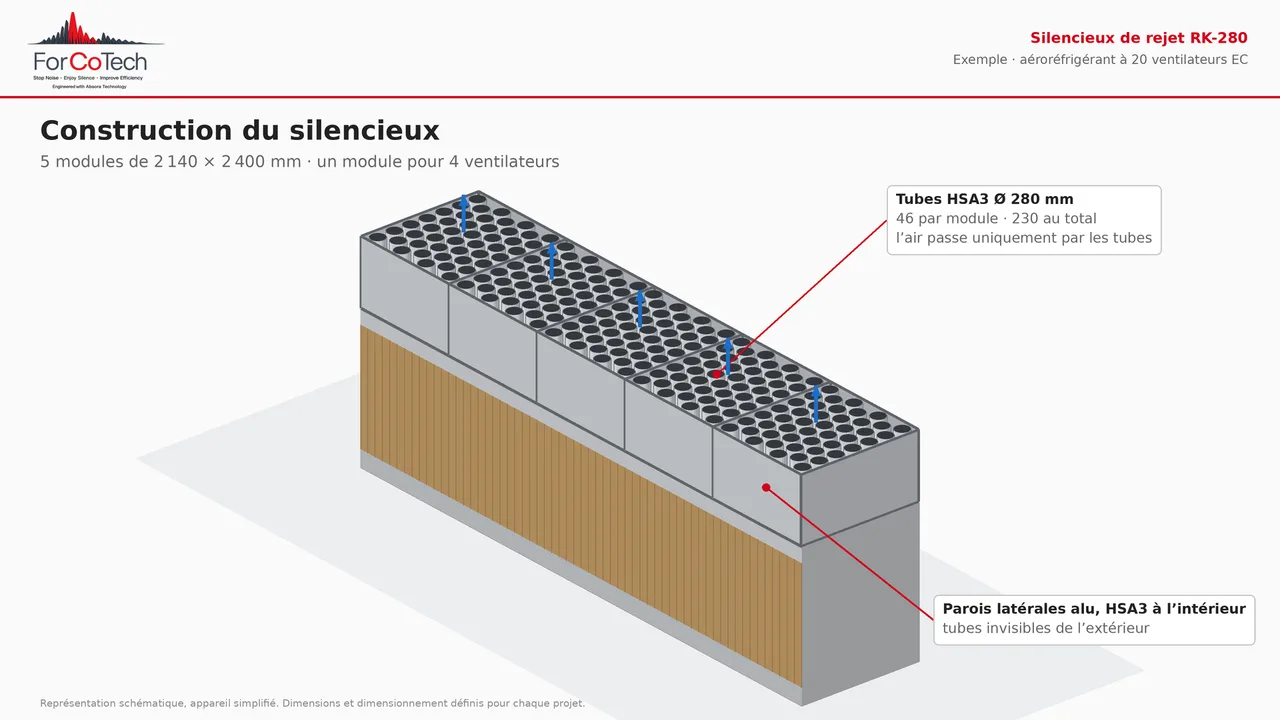 ForCoTech
Stop Noise - Enjoy Silence - Improve Efficiency
Engineered with Absora Technology
Silencieux de rejet RK-280
Exemple · aéroréfrigérant à 20 ventilateurs EC
Construction du silencieux
5 modules de 2 140 × 2 400 mm · un module pour 4 ventilateurs
Tubes HSA3 Ø 280 mm
46 par module · 230 au total
l’air passe uniquement par les tubes
Parois latérales alu, HSA3 à l’intérieur
tubes invisibles de l’extérieur
Représentation schématique, appareil simplifié. Dimensions et dimensionnement définis pour chaque projet.